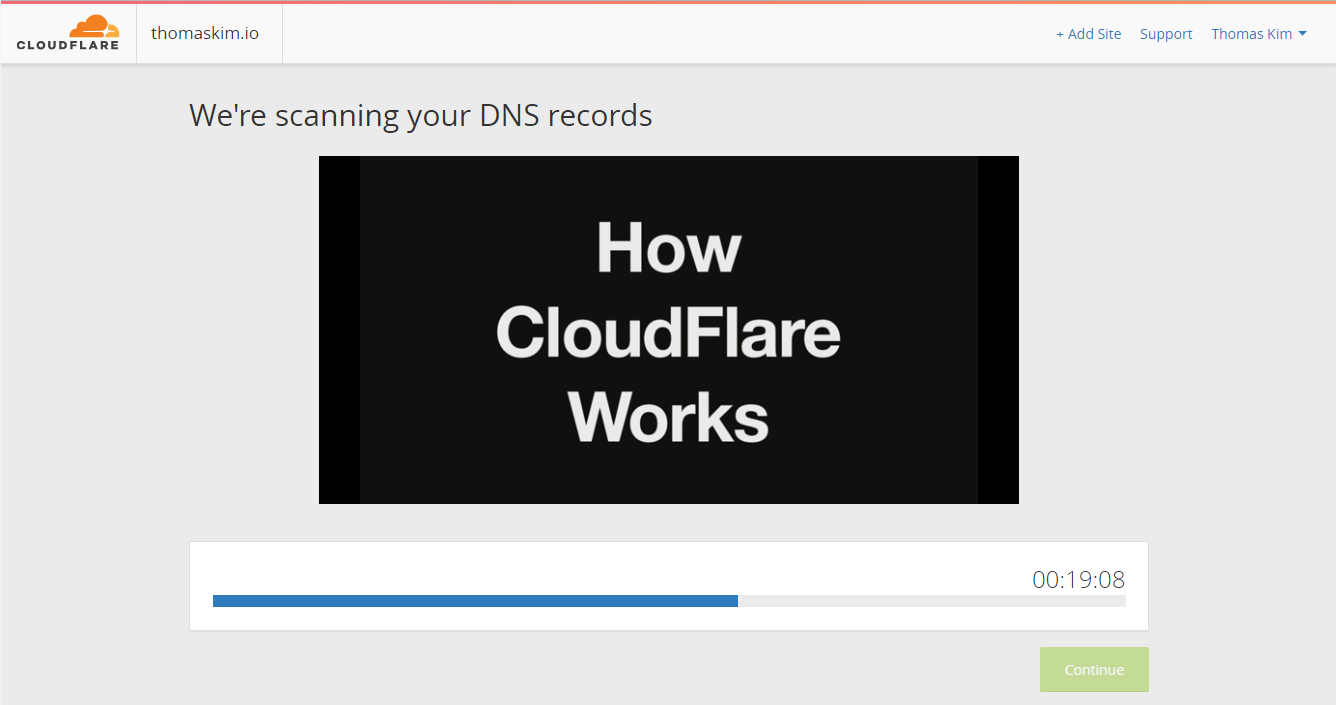 CLOUDFLARE
thomaskim.io
+ Add Site
Support
Thomas Kim
We're scanning your DNS records
How
CloudFlare
Works
00:19:08
Continue